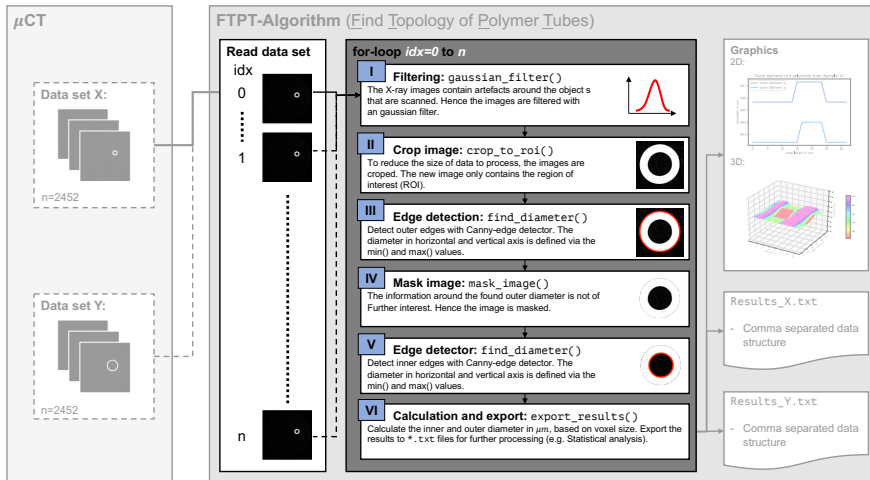 μCT
Data set X:
n=2452
Data set Y:
n=2452
FTPT-Algorithm (Find Topology of Polymer Tubes)
Read data set
idx
0
1
n
for-loop idx=0 to n
I
Filtering: gaussian_filter()
The X-ray images contain artefacts around the object s
that are scanned. Hence the images are filtered with
an gaussian filter.
II
Crop image: crop_to_roi()
To reduce the size of data to process, the images are
croped. The new image only contains the region of
interest (ROI).
III
Edge detection: find_diameter()
Detect outer edges with Canny-edge detector. The
diameter in horizontal and vertical axis is defined via the
min() and max() values.
IV
Mask image: mask_image()
The information around the found outer diameter is not of
Further interest. Hence the image is masked.
V
Edge detector: find_diameter()
Detect inner edges with Canny-edge detector. The
diameter in horizontal and vertical axis is defined via the
min() and max() values.
VI
Calculation and export: export_results()
Calculate the inner and outer diameter in μm, based on voxel size. Export the
results to *.txt files for further processing (e.g. Statistical analysis).
Graphics
2D:
3D:
Results_X.txt
- Comma separated data
structure
Results_Y.txt
- Comma separated data
structure